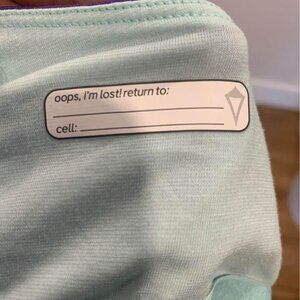 oops, i'm lost! return to:
cell: